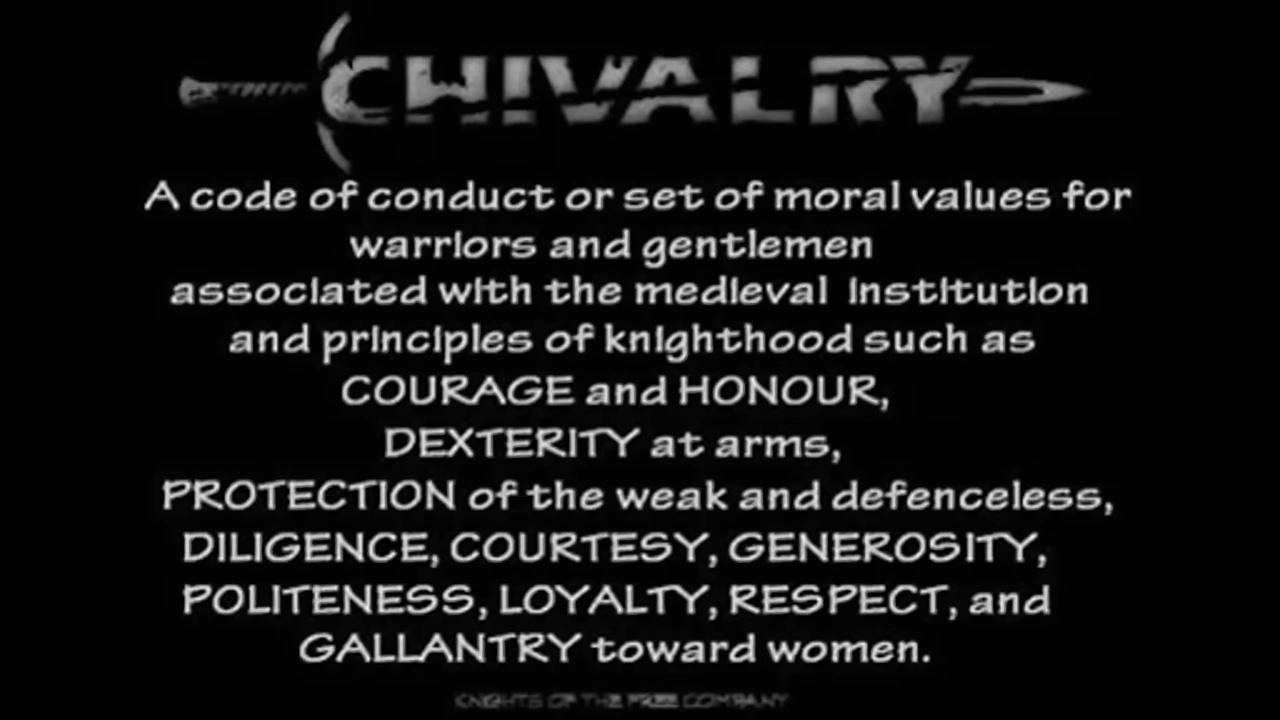 CHIVALRY
A code of conduct or set of moral values for
warriors and gentlemen
associated with the medieval institution
and principles of knighthood such as
COURAGE and HONOUR,
DEXTERITY at arms,
PROTECTION of the weak and defenceless,
DILIGENCE, COURTESY, GENEROSITY,
POLITENESS, LOYALTY, RESPECT, and
GALLANTRY toward women.
KNIGHTS OF THE FREE COMPANY